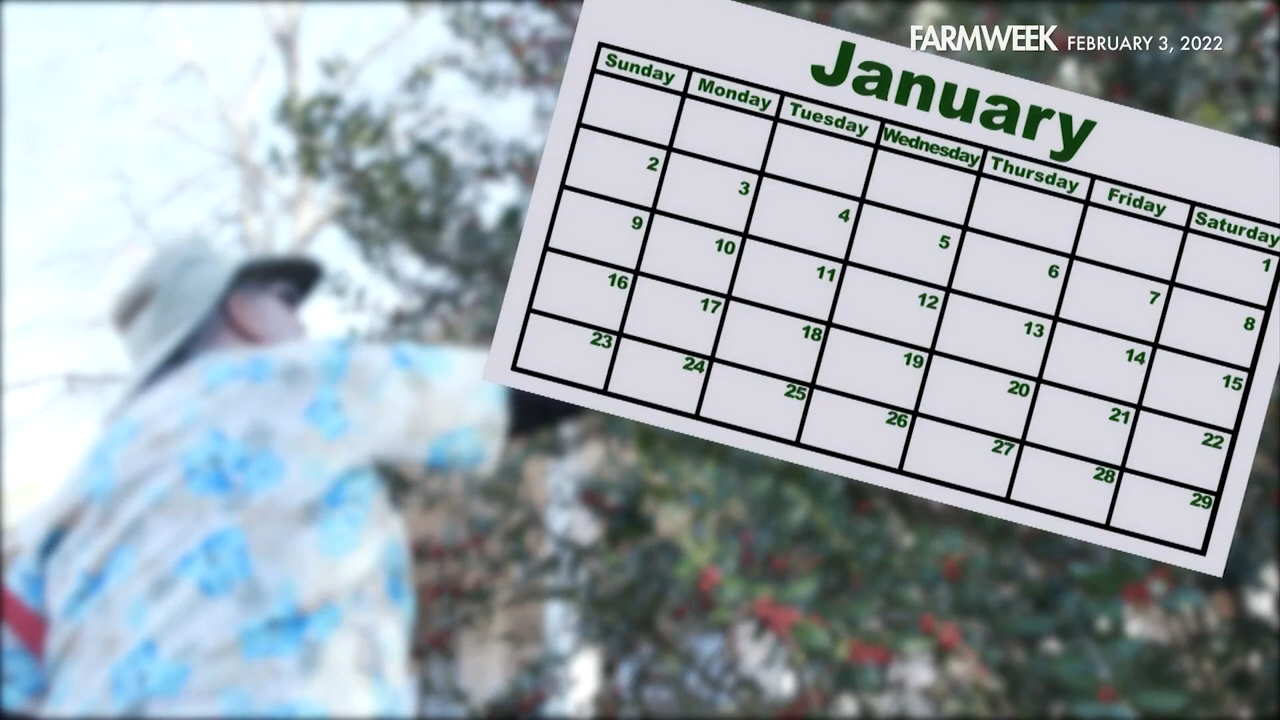 FARMWEEK FEBRUARY 3, 2022
January
Sunday Monday Tuesday Wednesday Thursday Friday Saturday
1
2 3 4 5 6 7 8
9 10 11 12 13 14 15
16 17 18 19 20 21 22
23 24 25 26 27 28 29